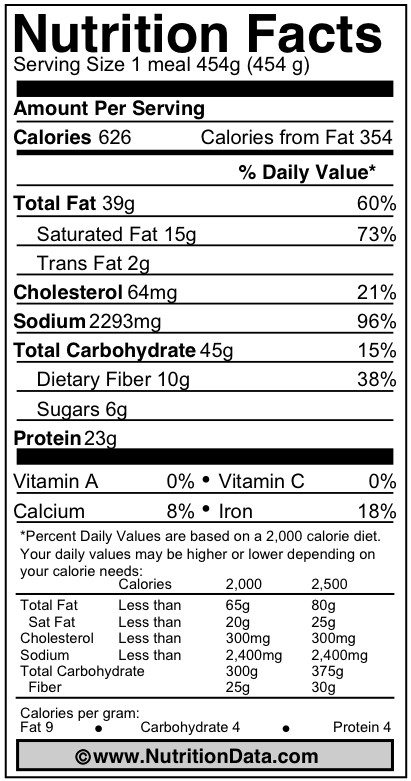 Nutrition Facts
Serving Size 1 meal 454g (454 g)
Amount Per Serving
Calories 626 Calories from Fat 354
% Daily Value*
Total Fat 39g 60%
Saturated Fat 15g 73%
Trans Fat 2g
Cholesterol 64mg 21%
Sodium 2293mg 96%
Total Carbohydrate 45g 15%
Dietary Fiber 10g 38%
Sugars 6g
Protein 23g
Vitamin A 0% • Vitamin C 0%
Calcium 8% • Iron 18%
*Percent Daily Values are based on a 2,000 calorie diet.
Your daily values may be higher or lower depending on
your calorie needs:
Calories 2,000 2,500
Total Fat Less than 65g 80g
Sat Fat Less than 20g 25g
Cholesterol Less than 300mg 300mg
Sodium Less than 2,400mg 2,400mg
Total Carbohydrate 300g 375g
Fiber 25g 30g
Calories per gram:
Fat 9 • Carbohydrate 4 • Protein 4
©www.NutritionData.com